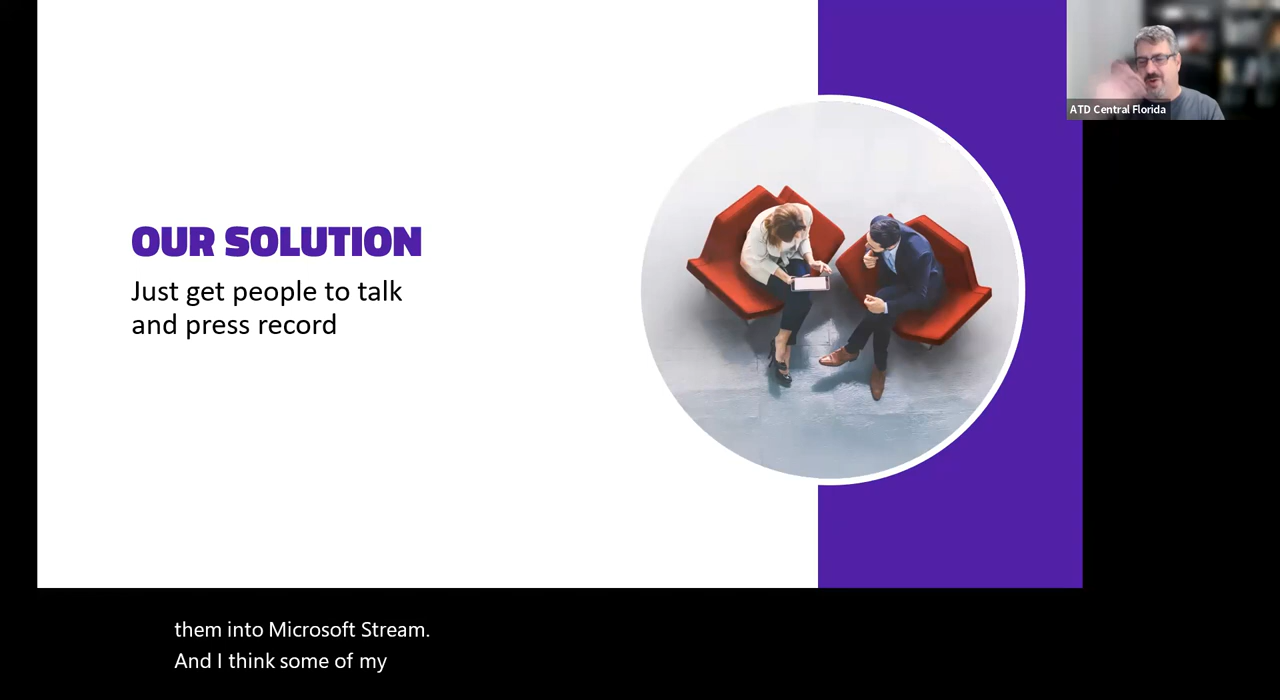 ATD Central Florida
OUR SOLUTION
Just get people to talk
and press record
them into Microsoft Stream.
And I think some of my